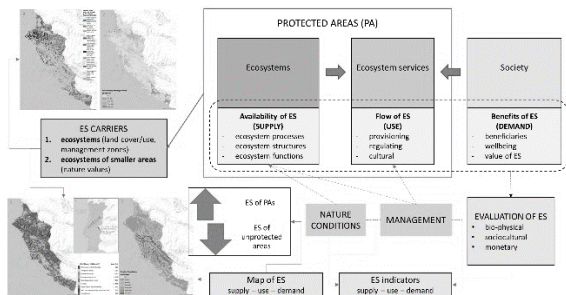 PROTECTED AREAS (PA)
Ecosystems
Ecosystem services
Society
Availability of ES
(SUPPLY)
- ecosystem processes
- ecosystem structures
- ecosystem functions
Flow of ES
(USE)
- provisioning
- regulating
- cultural
Benefits of ES
(DEMAND)
- beneficiaries
- wellbeing
- value of ES
ES CARRIERS
1. ecosystems (land cover/use,
management zones)
2. ecosystems of smaller areas
(nature values)
ES of PAs
ES of
unprotected
areas
NATURE
CONDITIONS
MANAGEMENT
EVALUATION OF ES
• bio-physical
• sociocultural
• monetary
Map of ES
supply – use – demand
ES indicators
supply – use – demand